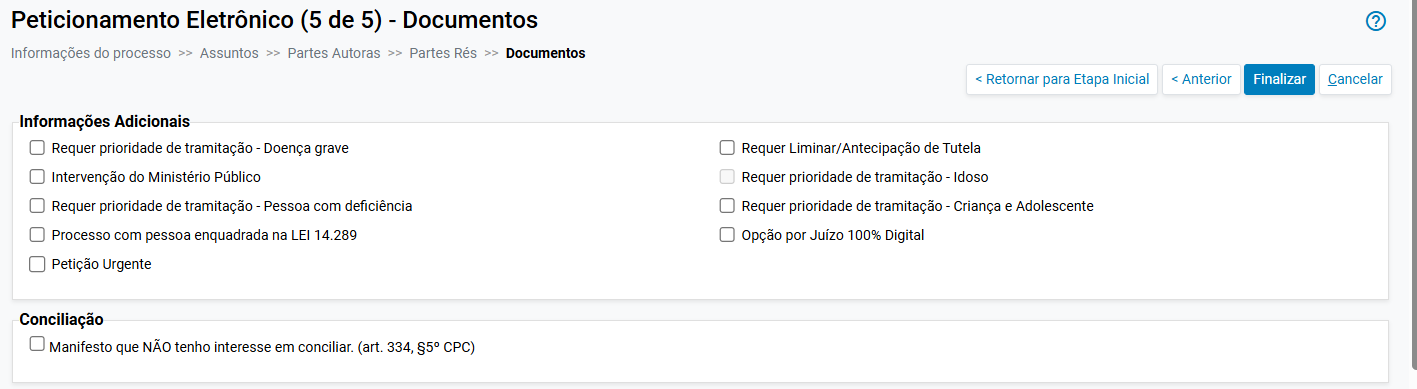 Peticionamento Eletrônico (5 de 5) - Documentos
?
Informações do processo >> Assuntos >> Partes Autoras >> Partes Rés >> Documentos
< Retornar para Etapa Inicial < Anterior Finalizar Cancelar
Informações Adicionais
Requer prioridade de tramitação - Doença grave
Requer Liminar/Antecipação de Tutela
Intervenção do Ministério Público
Requer prioridade de tramitação - Idoso
Requer prioridade de tramitação - Pessoa com deficiência
Requer prioridade de tramitação - Criança e Adolescente
Processo com pessoa enquadrada na LEI 14.289
Opção por Juízo 100% Digital
Petição Urgente
Conciliação
Manifesto que NÃO tenho interesse em conciliar. (art. 334, §5º CPC)